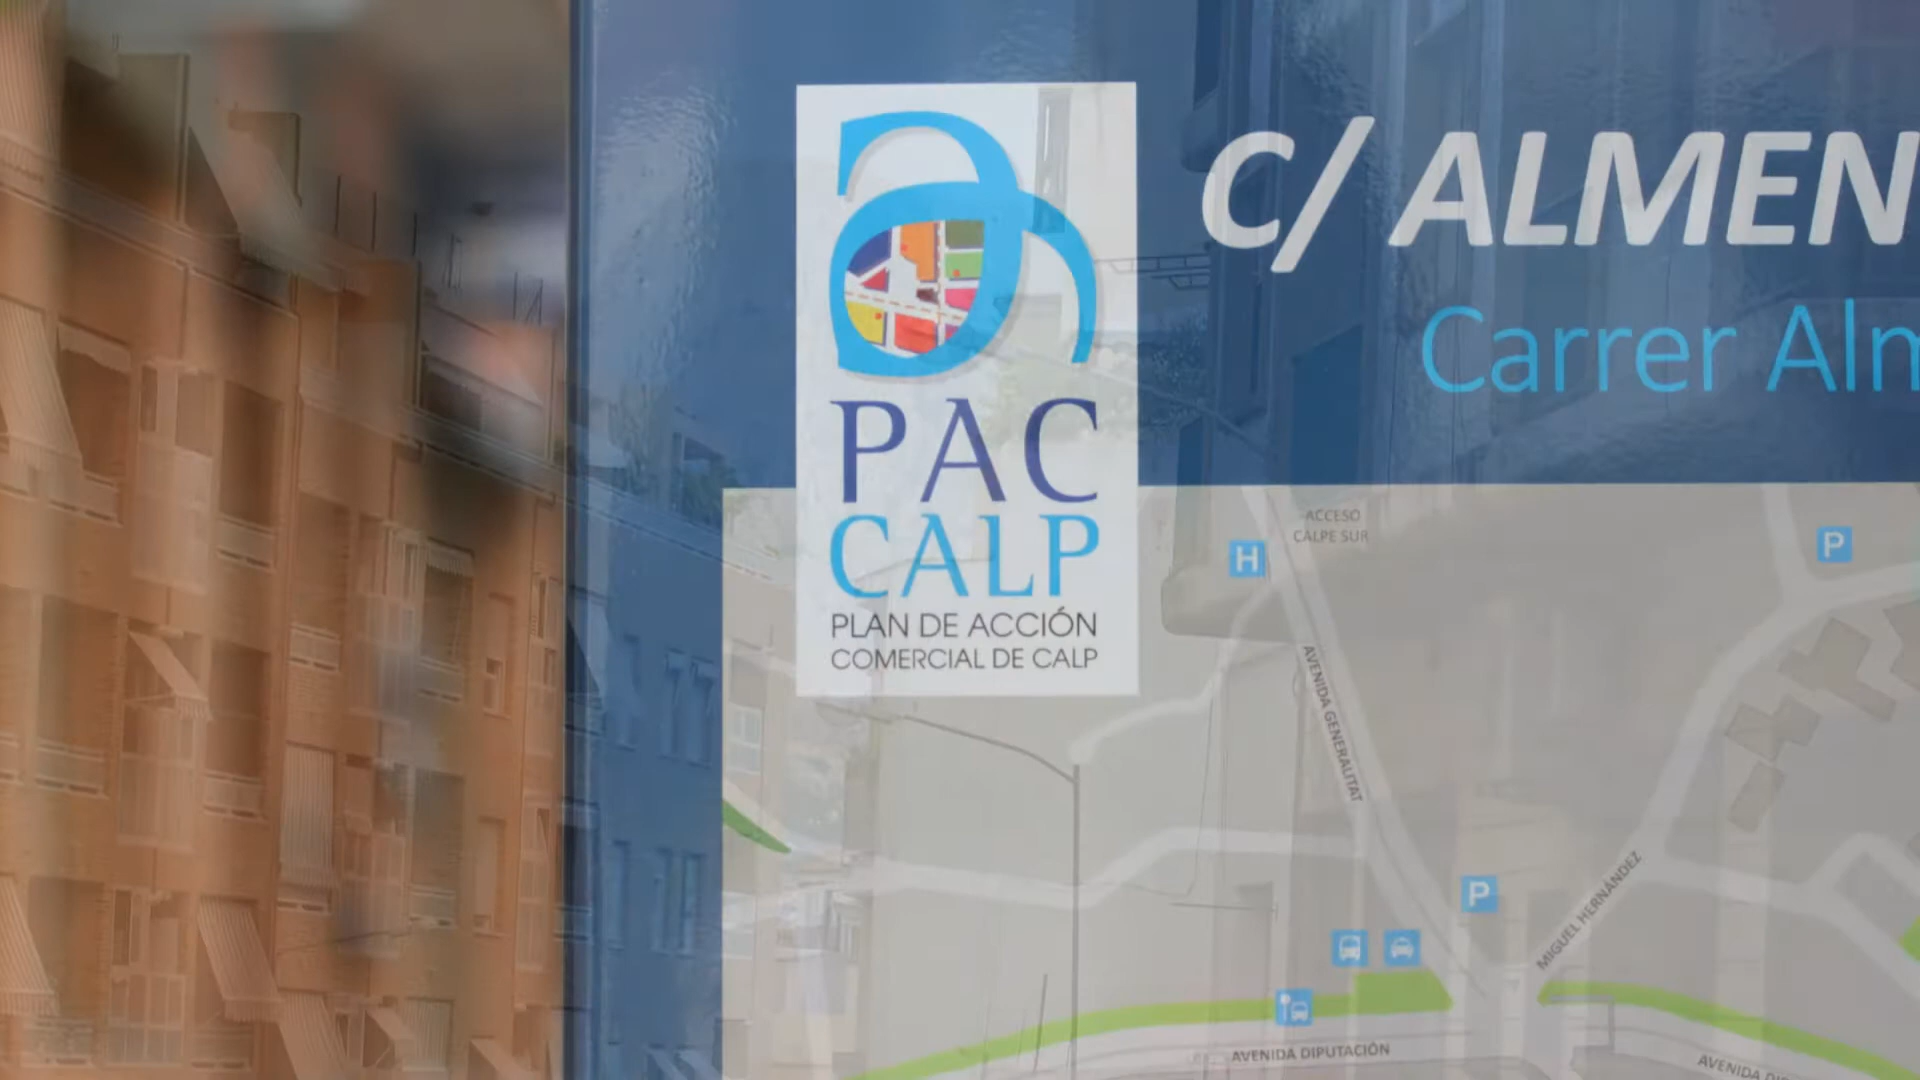 C/ ALMEN
Carrer Alm
PAC
CALP
PLAN DE ACCIÓN
COMERCIAL DE CALP
ACCESO
CALPE SUR
H
P
AVENIDA GENERALITAT
P
MIGUEL HERNÁNDEZ
AVENIDA DIPUTACIÓN
AVENIDA